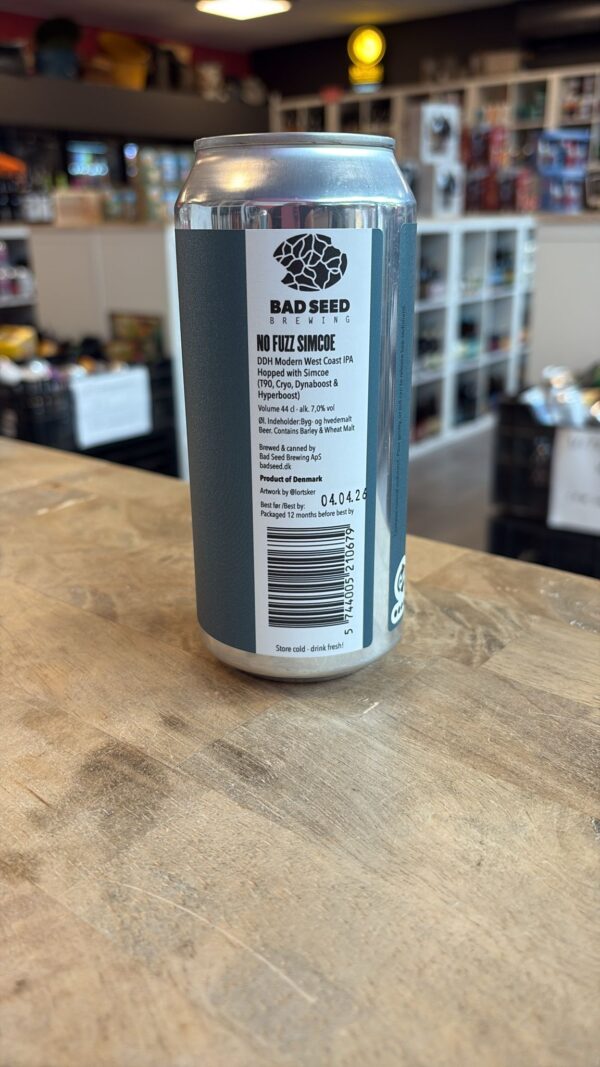 BAD SEED
BREWING
NO FUZZ SIMCOE
DDH Modern West Coast IPA
Hopped with Simcoe
(T90, Cryo, Dynaboost &
Hyperboost)
Volume 44 cl - alk. 7,0% vol
Øl. Indeholder:Byg- og hvedemalt
Beer. Contains Barley & Wheat Malt
Brewed & canned by
Bad Seed Brewing ApS
badseed.dk
Product of Denmark
Artwork by @lortsker
Best før /Best by: 04.04.26
Packaged 12 months before best by
5 744005 210679
Store cold - drink fresh!